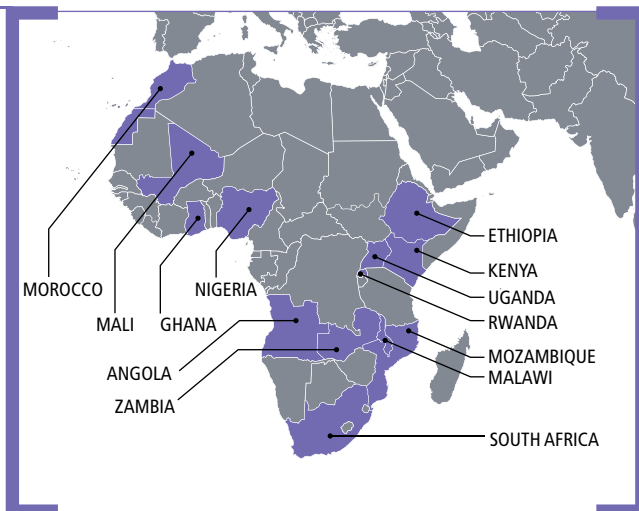 ETHIOPIA
KENYA
MOROCCO
NIGERIA
UGANDA
MALI
GHANA
RWANDA
MOZAMBIQUE
ANGOLA
MALAWI
ZAMBIA
SOUTH AFRICA